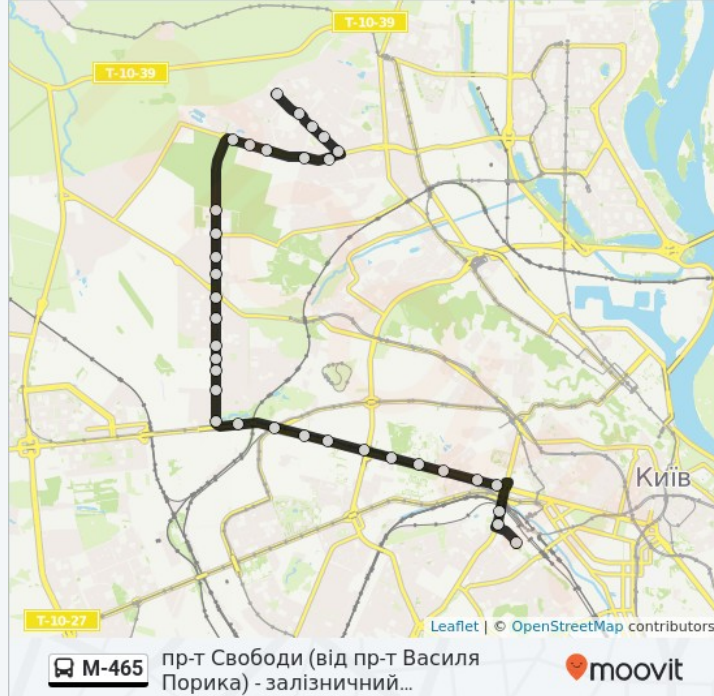 T-10-39
T-10-39
Київ
T-10-27
Leaflet | © OpenStreetMap contributors
М-465
пр-т Свободи (від пр-т Василя
Порика) - залізничний...
moovit